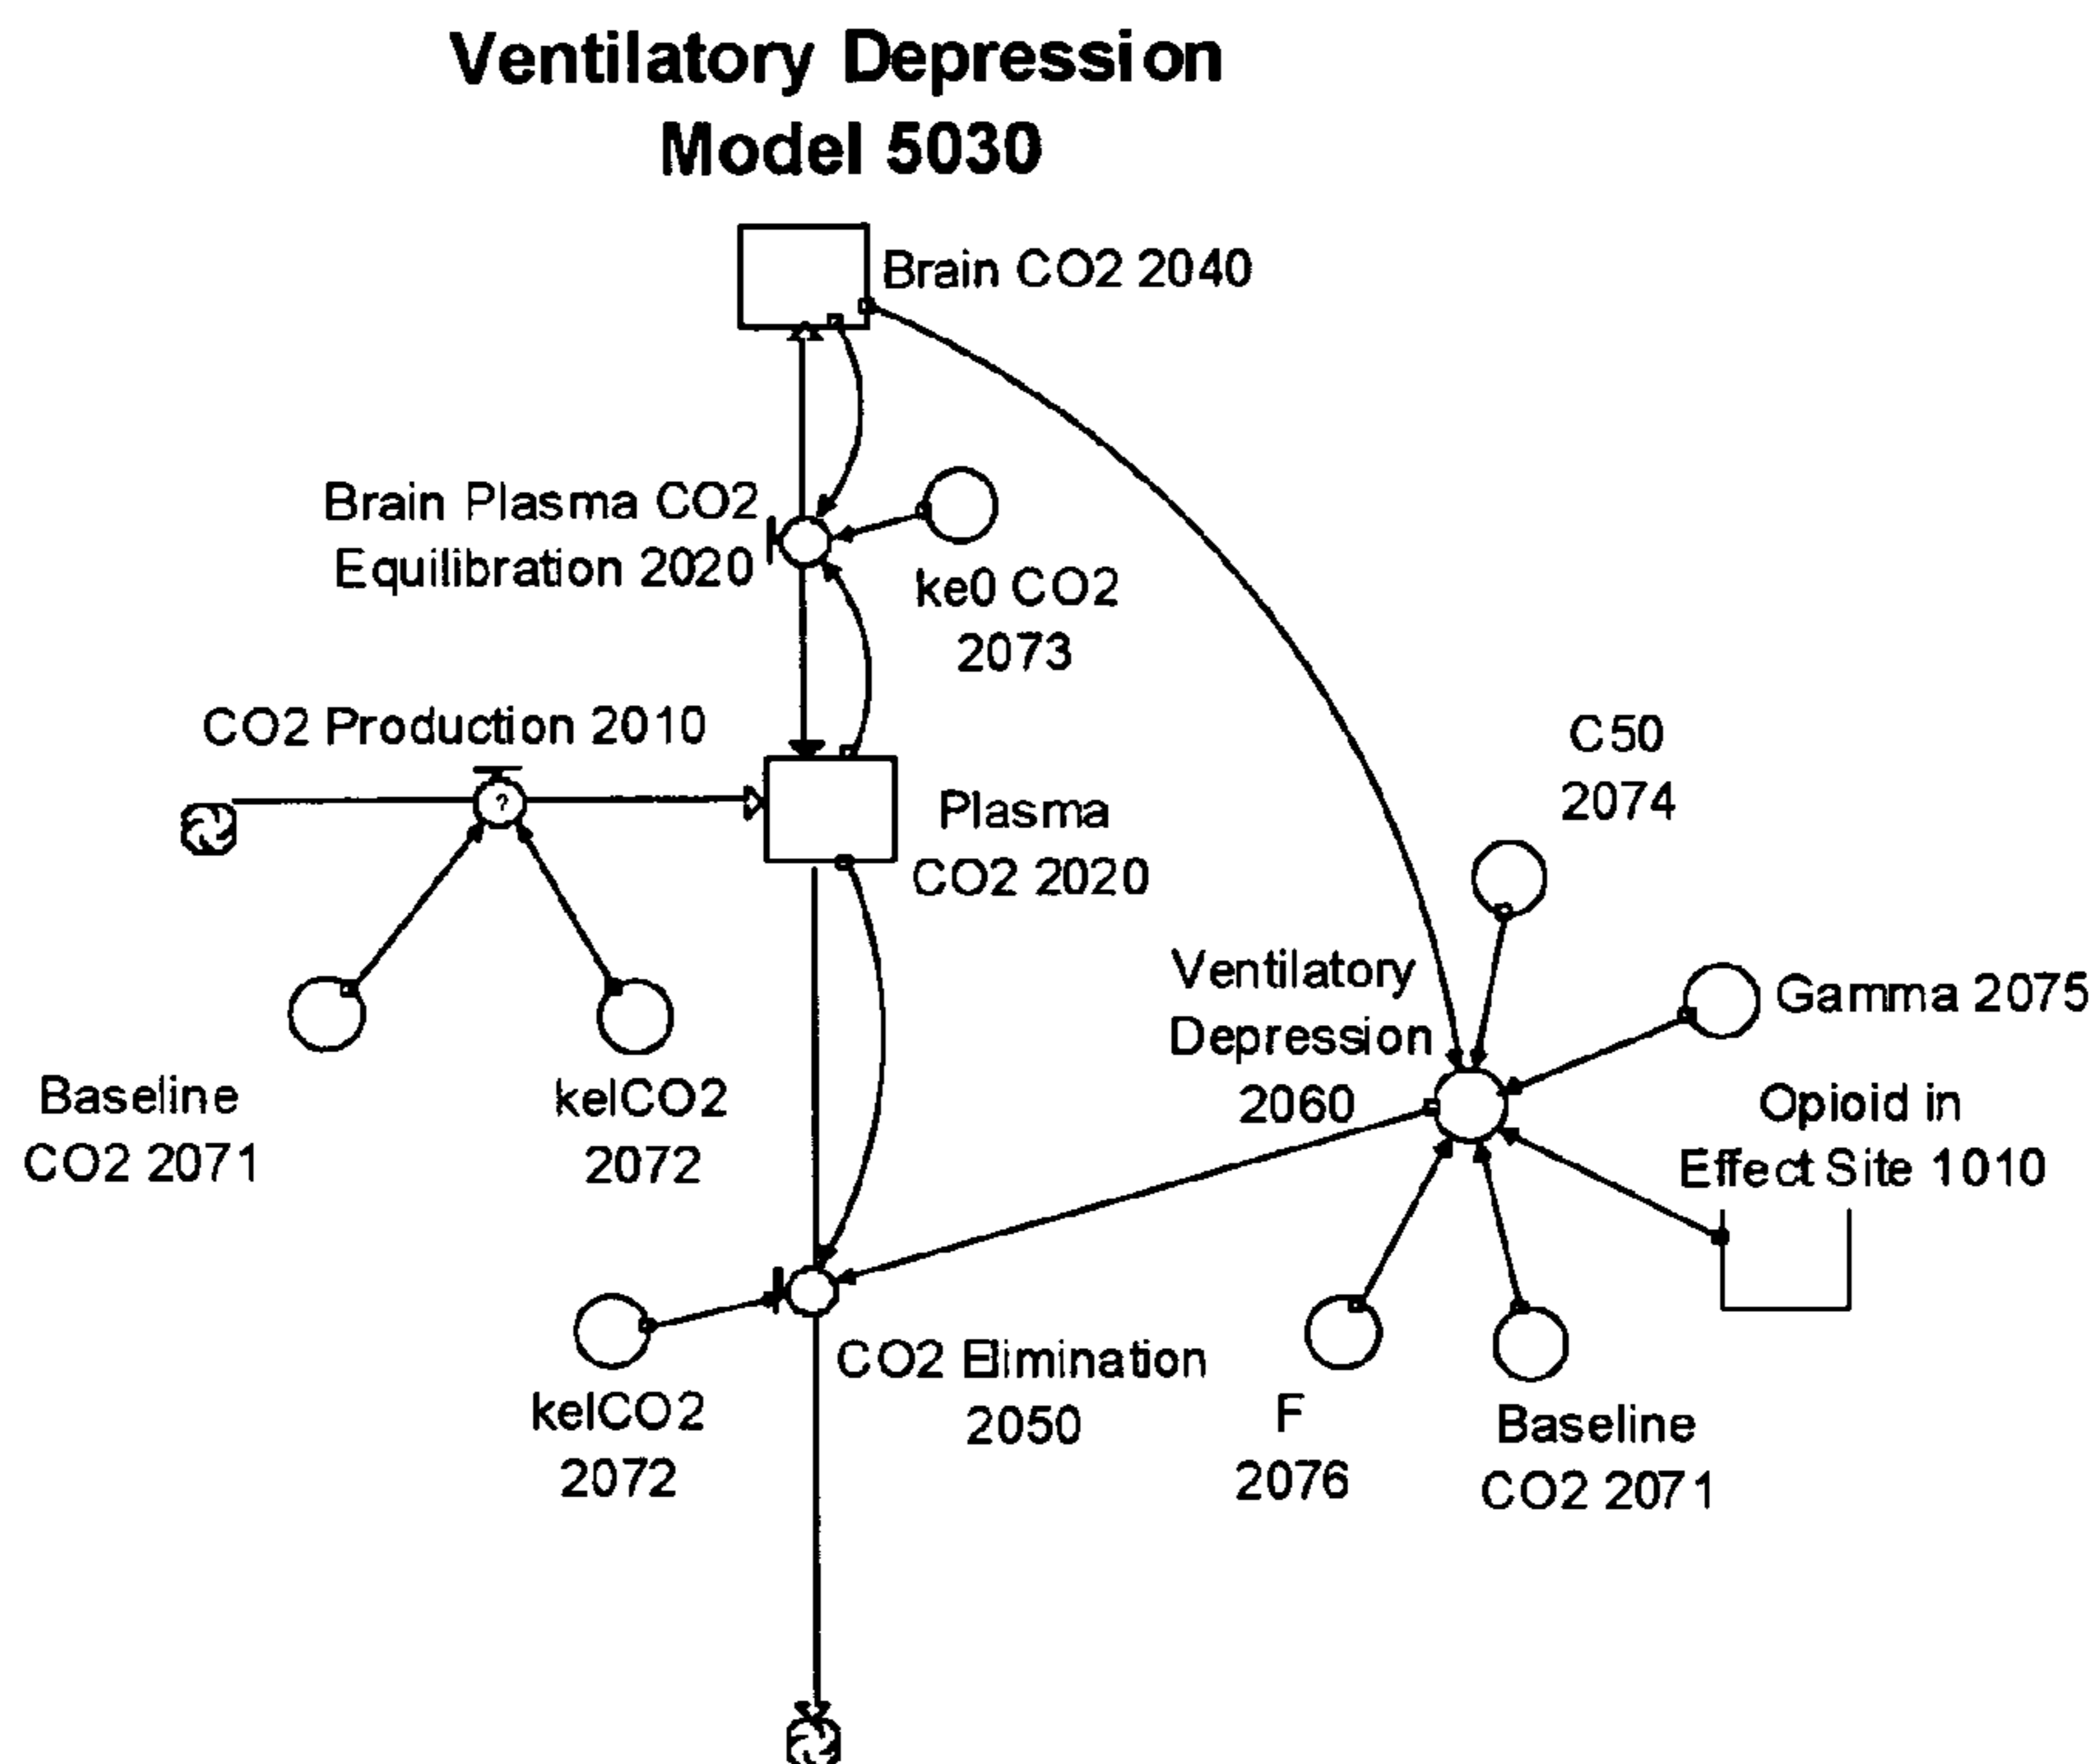 Ventilatory Depression
Model 5030
Brain CO2 2040
Brain Plasma CO2
Equilibration 2020
ke0 CO2
2073
CO2 Production 2010
?
Plasma
CO2 2020
C50
2074
Ventilatory
Depression
2060
Gamma 2075
Opioid in
Effect Site 1010
Baseline
CO2 2071
kelCO2
2072
kelCO2
2072
CO2 Elimination
2050
F
2076
Baseline
CO2 2071